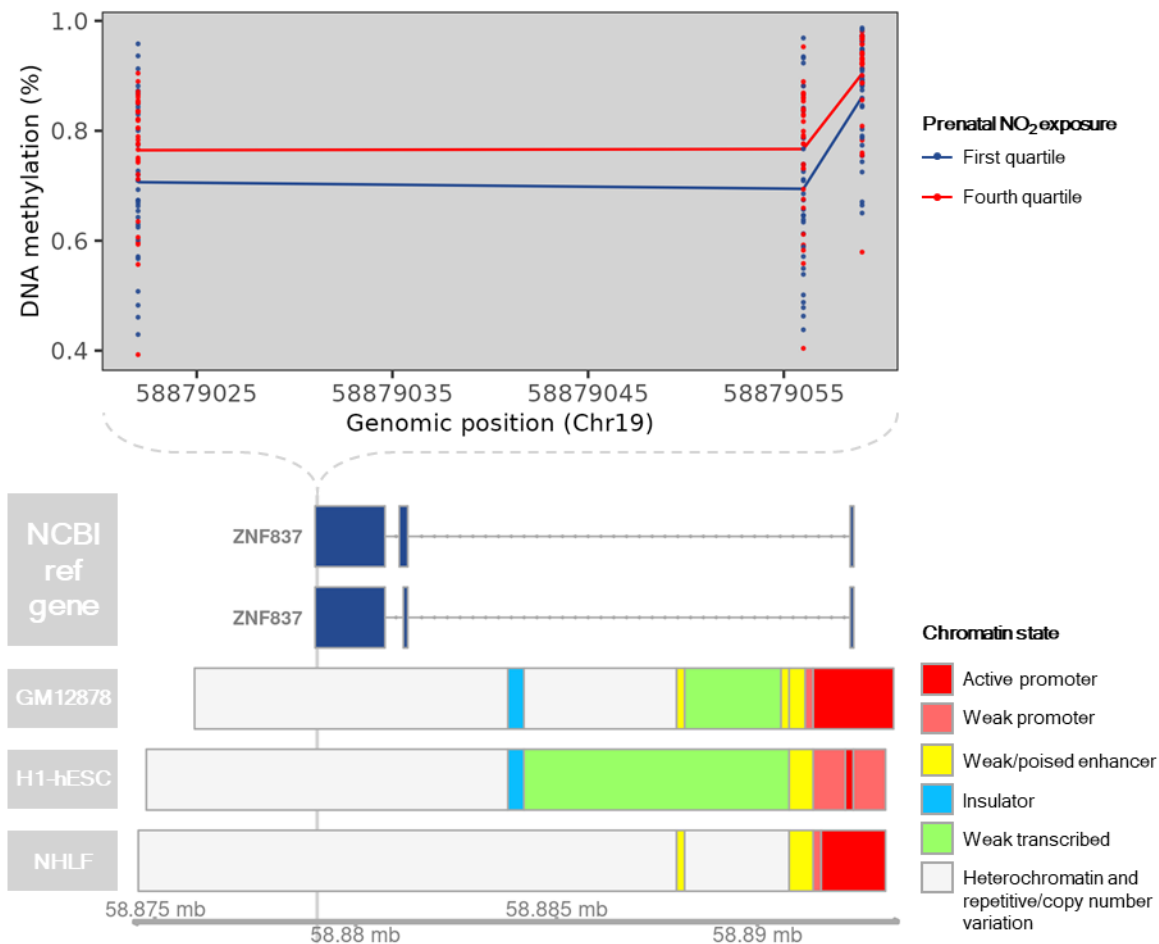 1.0
0.8
0.6
0.4
DNA methylation (%)
58879025 58879035 58879045 58879055
Genomic position (Chr19)
Prenatal NO₂ exposure
First quartile
Fourth quartile
NCBI
ref
gene
ZNF837
ZNF837
GM12878
H1-hESC
NHLF
58.875 mb 58.885 mb
58.88 mb 58.89 mb
Chromatin state
Active promoter
Weak promoter
Weak/poised enhancer
Insulator
Weak transcribed
Heterochromatin and
repetitive/copy number
variation